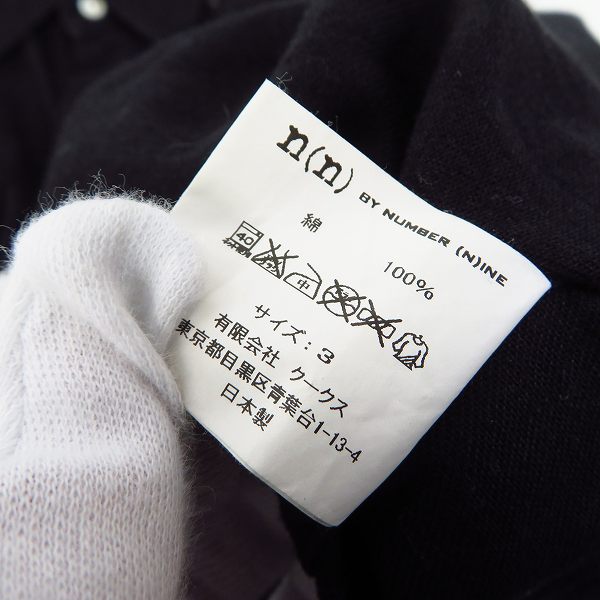 n(n) BY NUMBER (N)INE
綿 100%
40
中
サイズ：3
有限会社 クークス
東京都目黒区青葉台1-13-4
日本製